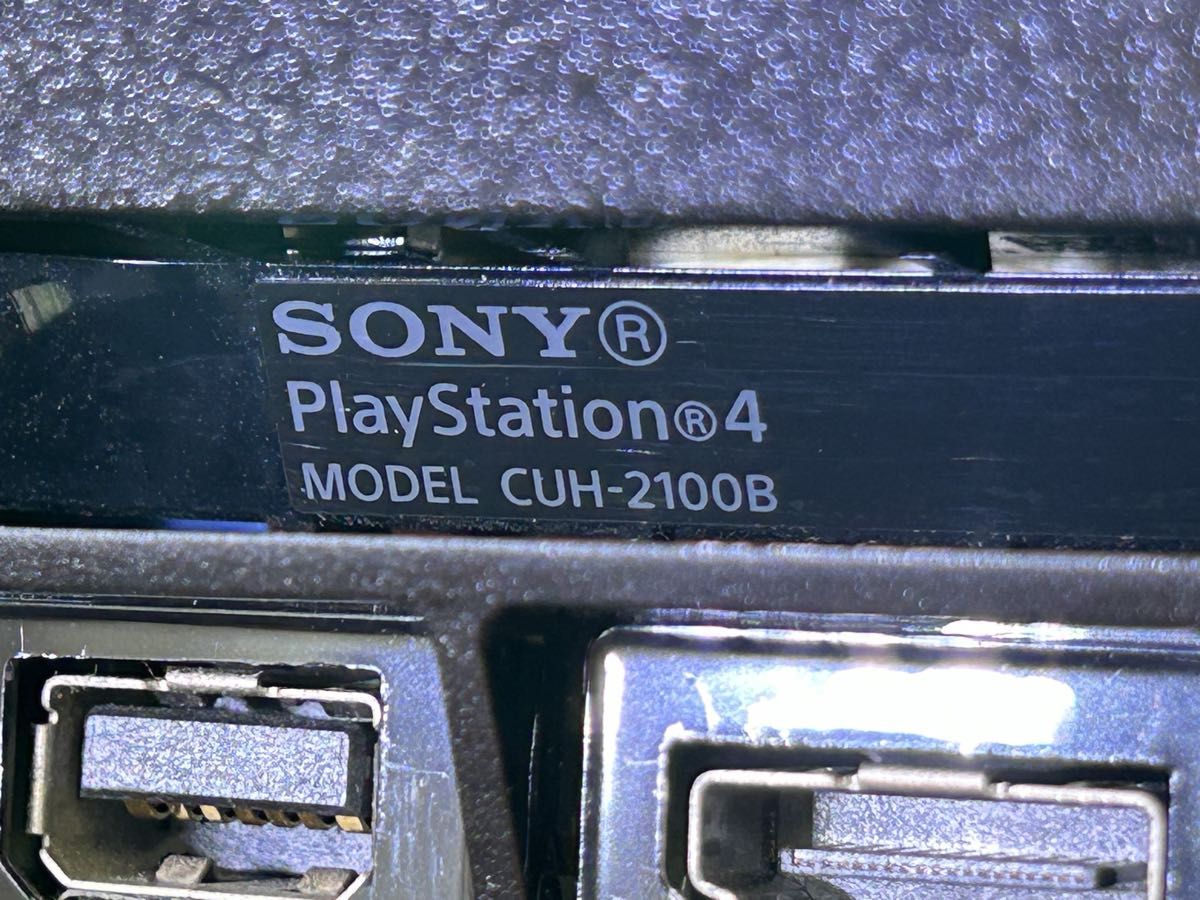 SONY®
PlayStation®4
MODEL CUH-2100B